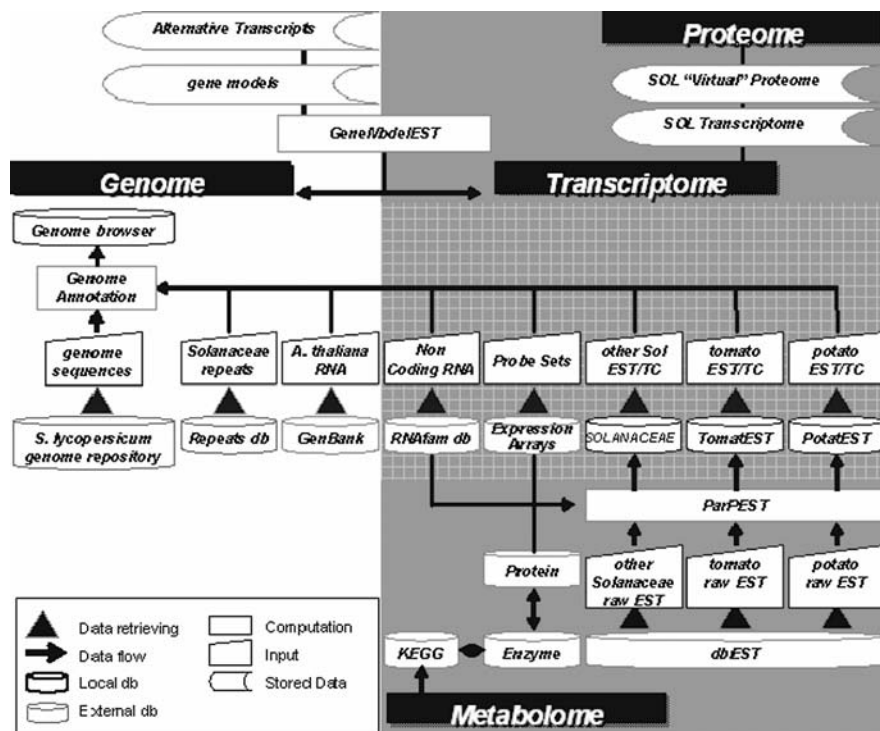 Alternative Transcripts
Proteome
gene models
SOL "Virtual" Proteome
SOL Transcriptome
GeneModelEST
Genome
Transcriptome
Genome browser
Genome
Annotation
genome
sequences
Solanaceae
repeats
A. thaliana
RNA
Non
Coding RNA
Probe Sets
other Sol
EST/TC
tomato
EST/TC
potato
EST/TC
S. lycopersicum
genome repository
Repeats db
GenBank
RNAfam db
Expression
Arrays
SOLANACEAE
TomatEST
PotatEST
ParPEST
Protein
other
Solanaceae
raw EST
tomato
raw EST
potato
raw EST
KEGG
Enzyme
dbEST
Metabolome
Data retrieving
Data flow
Local db
External db
Computation
Input
Stored Data